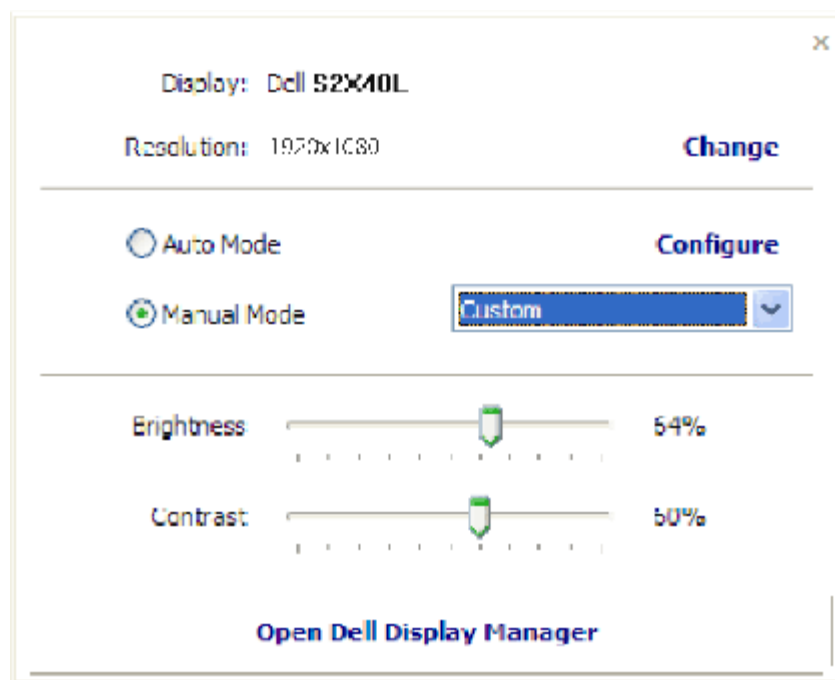 Display: Dell S2X40L
Resolution: 1920x1080 Change
Auto Mode Configure
Manual Mode Custom
Brightness 64%
Contrast 60%
Open Dell Display Manager